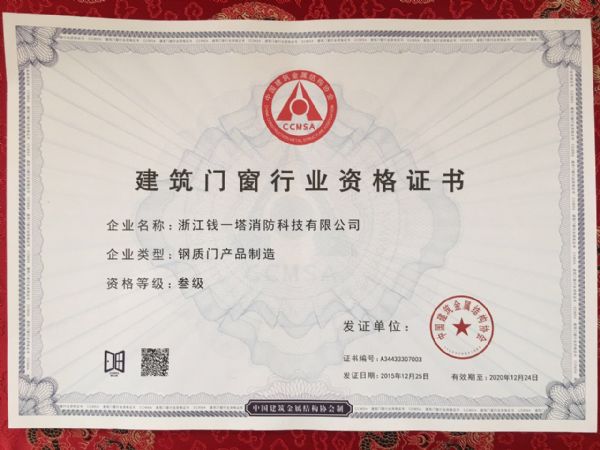 中国建筑金属结构协会
CCMSA
建筑门窗行业资格证书
企业名称：浙江钱一塔消防科技有限公司
企业类型：钢质门产品制造
资格等级：叁级
发证单位：
中国建筑金属结构协会
证书编号：A34433307003
发证日期：2015年12月25日 有效期至：2020年12月24日
中国建筑金属结构协会制